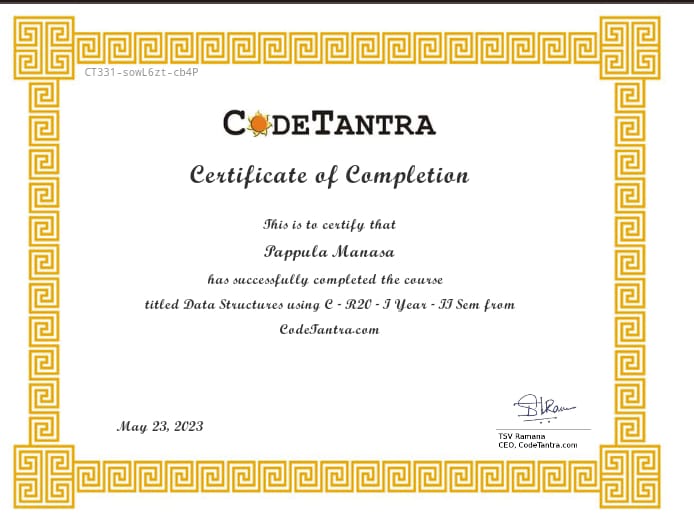 CT331-sowL6zt-cb4P
CODETANTRA
Certificate of Completion
This is to certify that
Pappula Manasa
has successfully completed the course
titled Data Structures using C - R20 - I Year - II Sem from
CodeTantra.com
May 23, 2023
TSV Ramana
CEO, CodeTantra.com